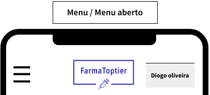 Menu / Menu aberto
FarmaToptier
Diogo oliveira